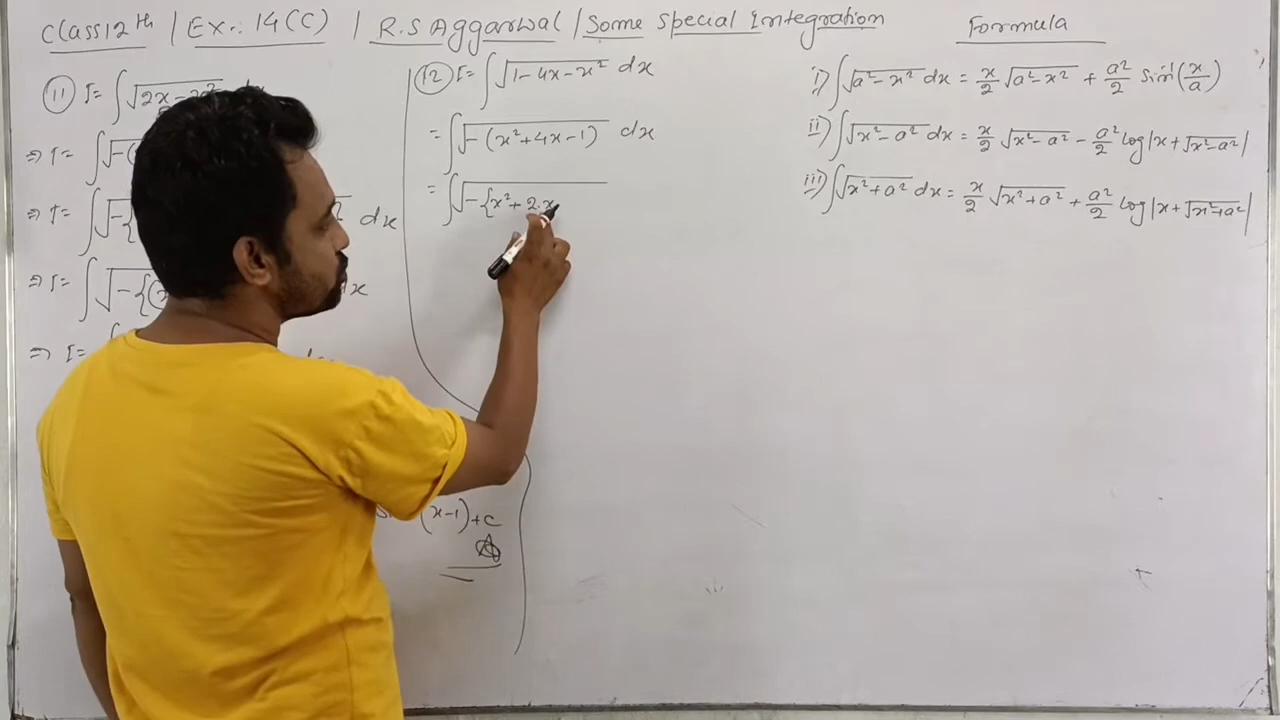 Class 12th | Ex-: 14(C) | R.S Aggarwal | Some Special Integration
Formula
(11) I = ∫√(2x-x²) dx
⇒ I = ∫√-(
⇒ I = ∫√-{ dx
⇒ I = ∫√-{(x
⇒ I =
(x-1)+C
(12) I = ∫√(1-4x-x²) dx
= ∫√(-(x²+4x-1)) dx
= ∫√-{x²+2.x
i) ∫√(a²-x²) dx = x/2 √(a²-x²) + a²/2 Sin⁻¹(x/a)
ii) ∫√(x²-a²) dx = x/2 √(x²-a²) - a²/2 log|x+√(x²-a²)|
iii) ∫√(x²+a²) dx = x/2 √(x²+a²) + a²/2 log|x+√(x²+a²)|